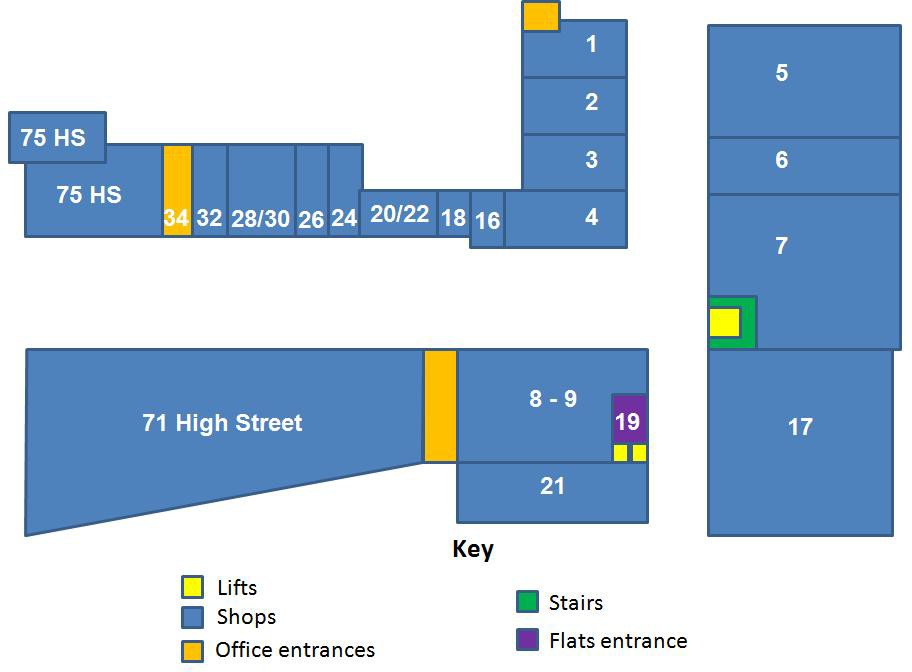 1
2
3
4
5
6
7
75 HS
75 HS
34
32
28/30
26
24
20/22
18
16
71 High Street
8 - 9
19
21
17
Key
Lifts
Shops
Office entrances
Stairs
Flats entrance